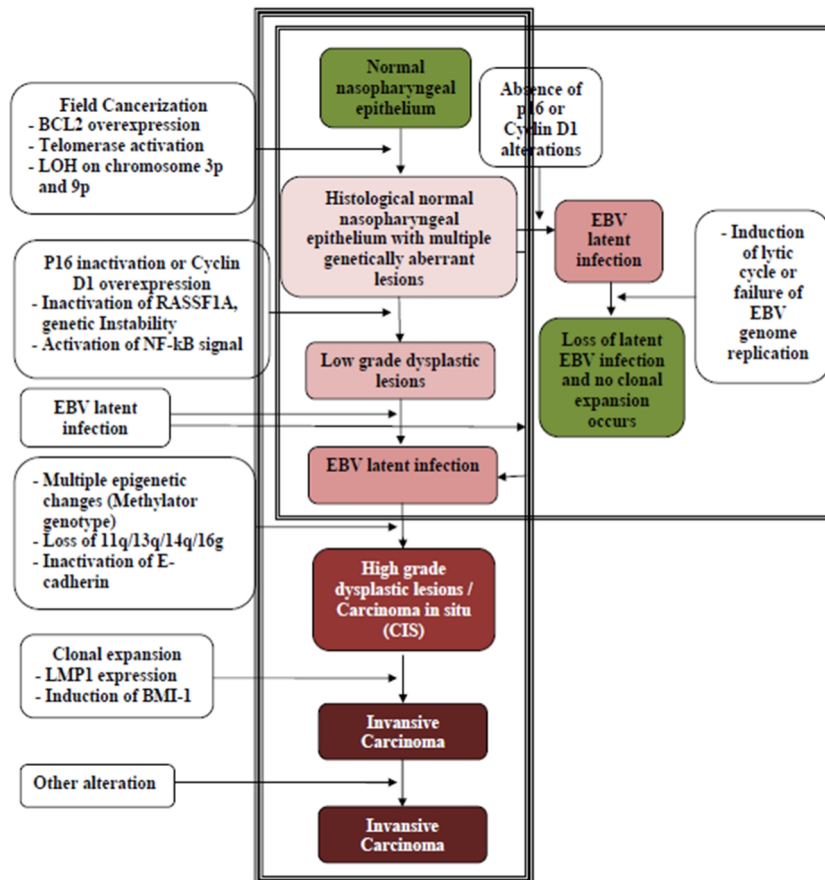 Normal
nasopharyngeal
epithelium
Field Cancerization
- BCL2 overexpression
- Telomerase activation
- LOH on chromosome 3p
and 9p
Absence of
p16 or
Cyclin D1
alterations
Histological normal
nasopharyngeal
epithelium with multiple
genetically aberrant
lesions
EBV
latent
infection
- Induction
of lytic
cycle or
failure of
EBV
genome
replication
P16 inactivation or Cyclin
D1 overexpression
- Inactivation of RASSF1A,
genetic Instability
- Activation of NF-kB signal
Loss of latent
EBV infection
and no clonal
expansion
occurs
Low grade dysplastic
lesions
EBV latent
infection
EBV latent infection
- Multiple epigenetic
changes (Methylator
genotype)
- Loss of 11q/13q/14q/16g
- Inactivation of E-
cadherin
High grade
dysplastic lesions /
Carcinoma in situ
(CIS)
Clonal expansion
- LMP1 expression
- Induction of BMI-1
Invansive
Carcinoma
Other alteration
Invansive
Carcinoma